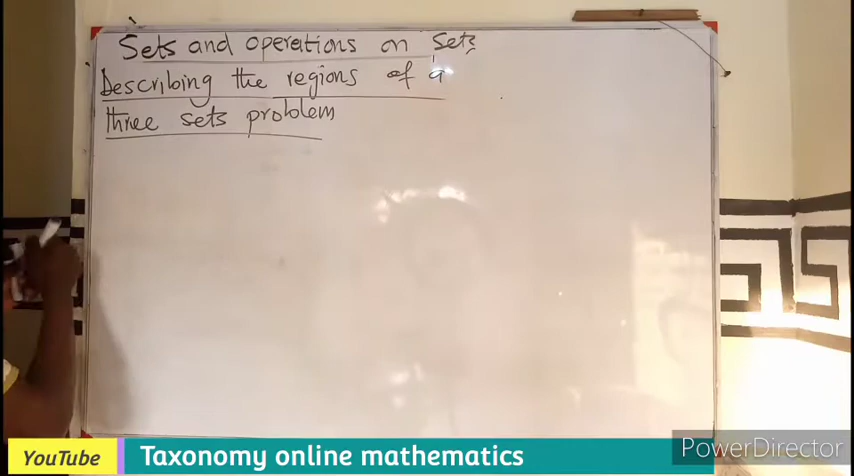 Sets and operations on Sets
Describing the regions of a
three sets problem
PowerDirector
YouTube
Taxonomy online mathematics